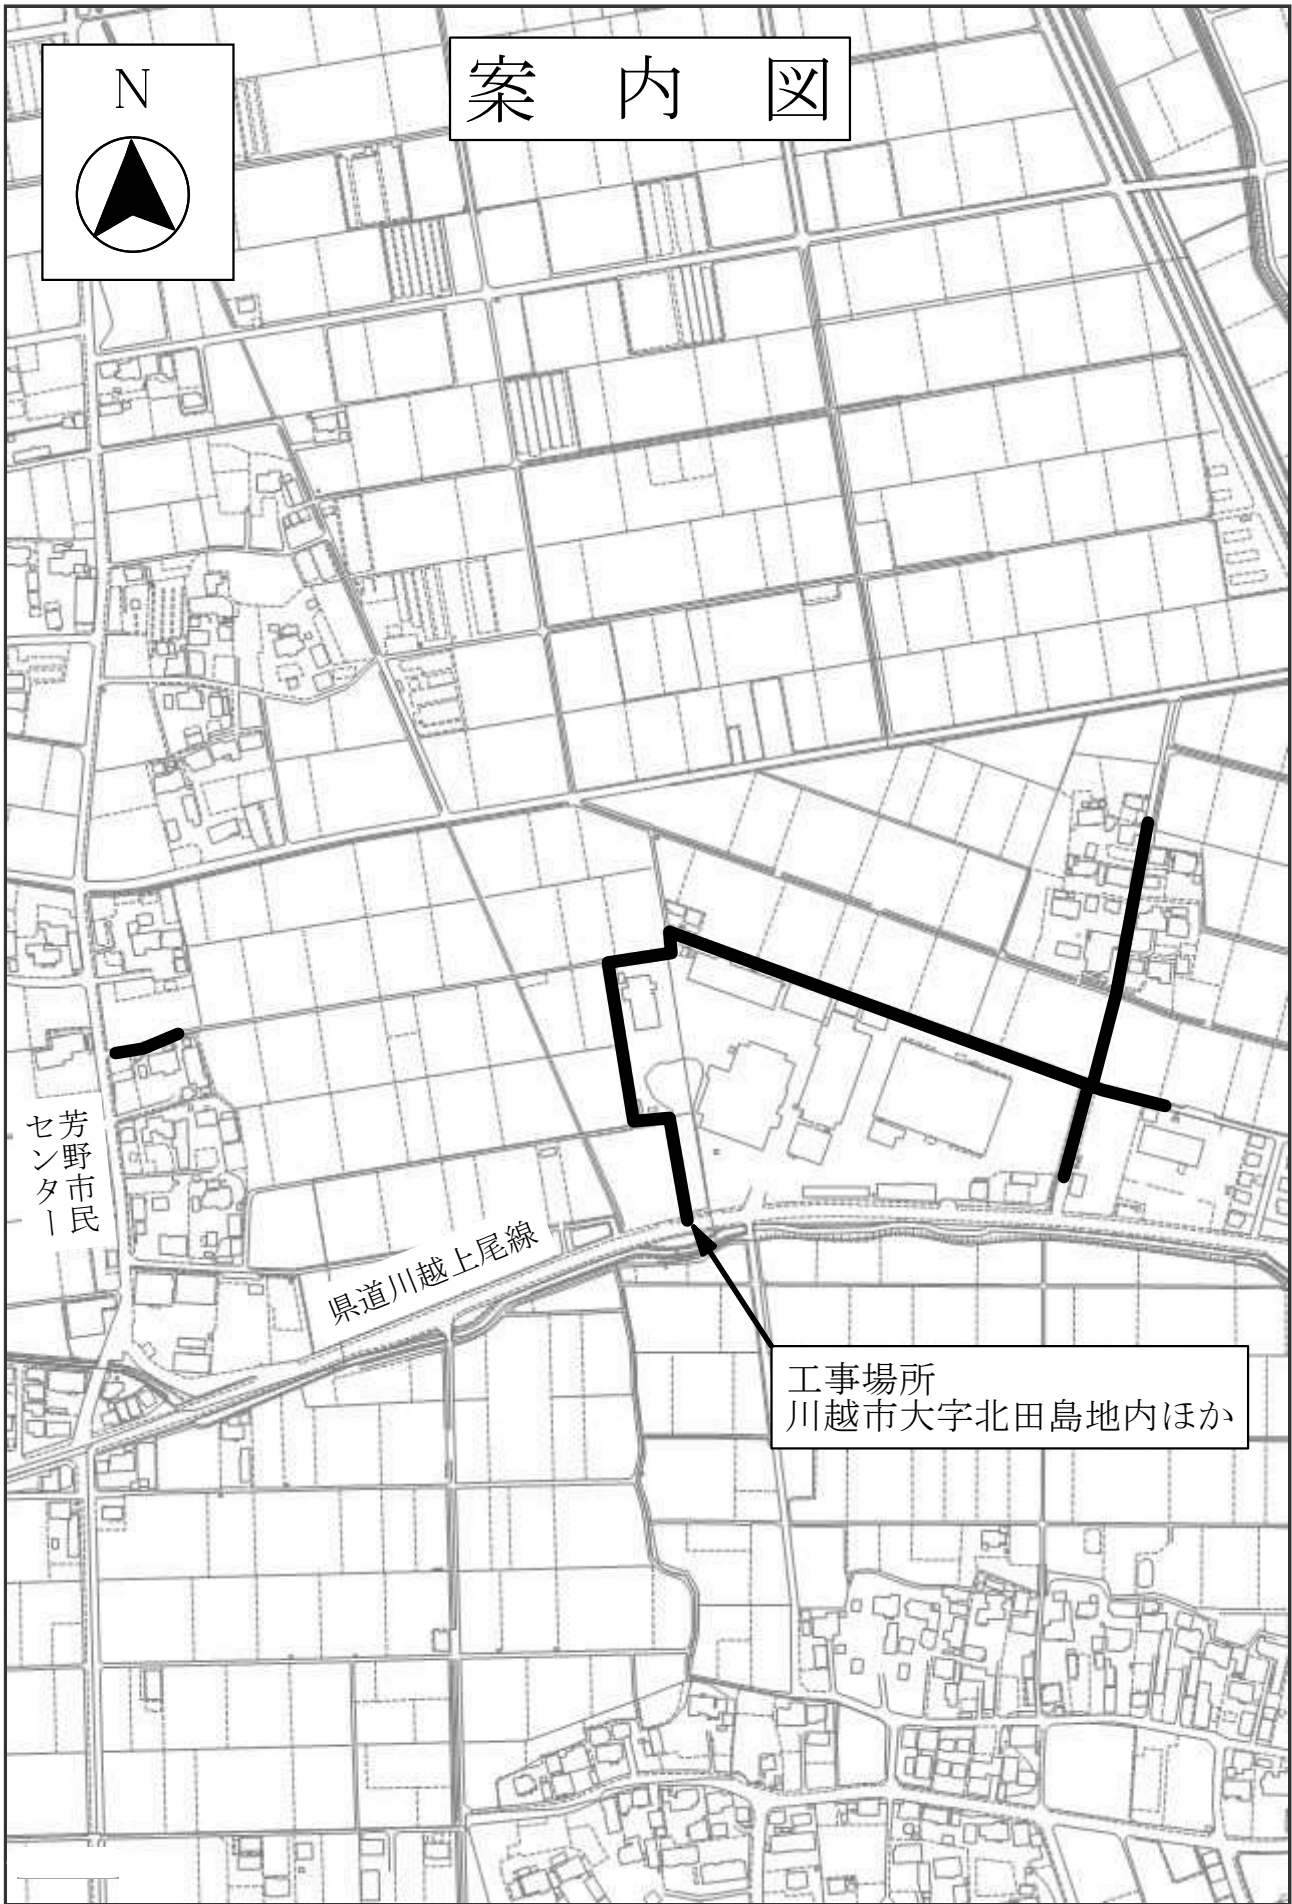 案内図
N
芳野市民
センター
県道川越上尾線
工事場所
川越市大字北田島地内ほか